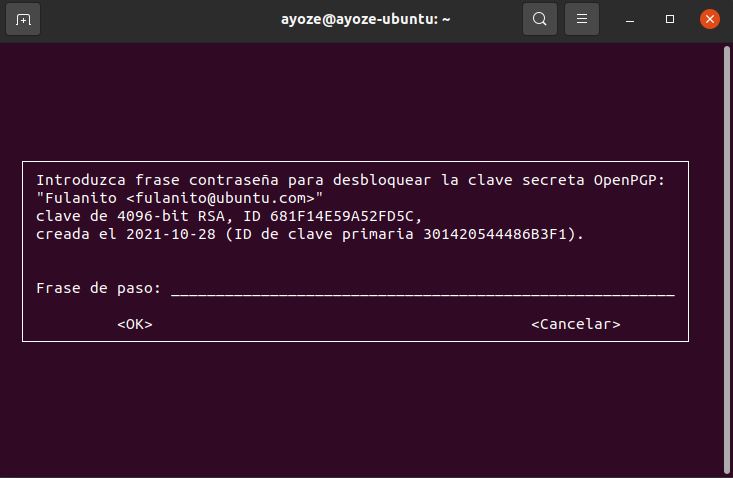 ayoze@ayoze-ubuntu: ~
Introduzca frase contraseña para desbloquear la clave secreta OpenPGP:
"Fulanito <fulanito@ubuntu.com>"
clave de 4096-bit RSA, ID 681F14E59A52FD5C,
creada el 2021-10-28 (ID de clave primaria 301420544486B3F1).
Frase de paso: ________________________________________________________
<OK> <Cancelar>